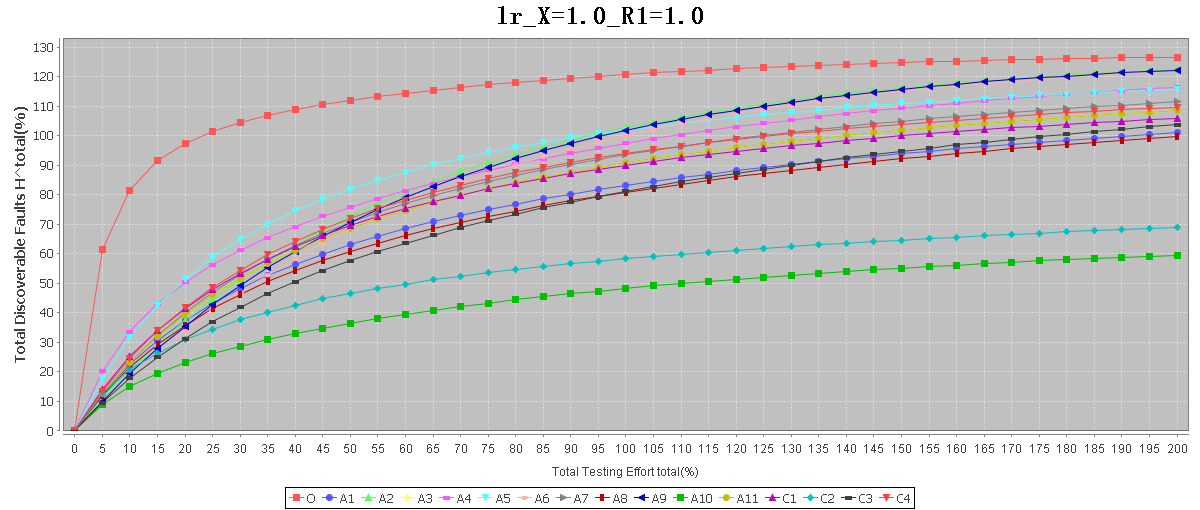 lr_X=1.0_R1=1.0
Total Discoverable Faults H^total(%)
130
120
110
100
90
80
70
60
50
40
30
20
10
0
0 5 10 15 20 25 30 35 40 45 50 55 60 65 70 75 80 85 90 95 100 105 110 115 120 125 130 135 140 145 150 155 160 165 170 175 180 185 190 195 200
Total Testing Effort total(%)
O A1 A2 A3 A4 A5 A6 A7 A8 A9 A10 A11 C1 C2 C3 C4